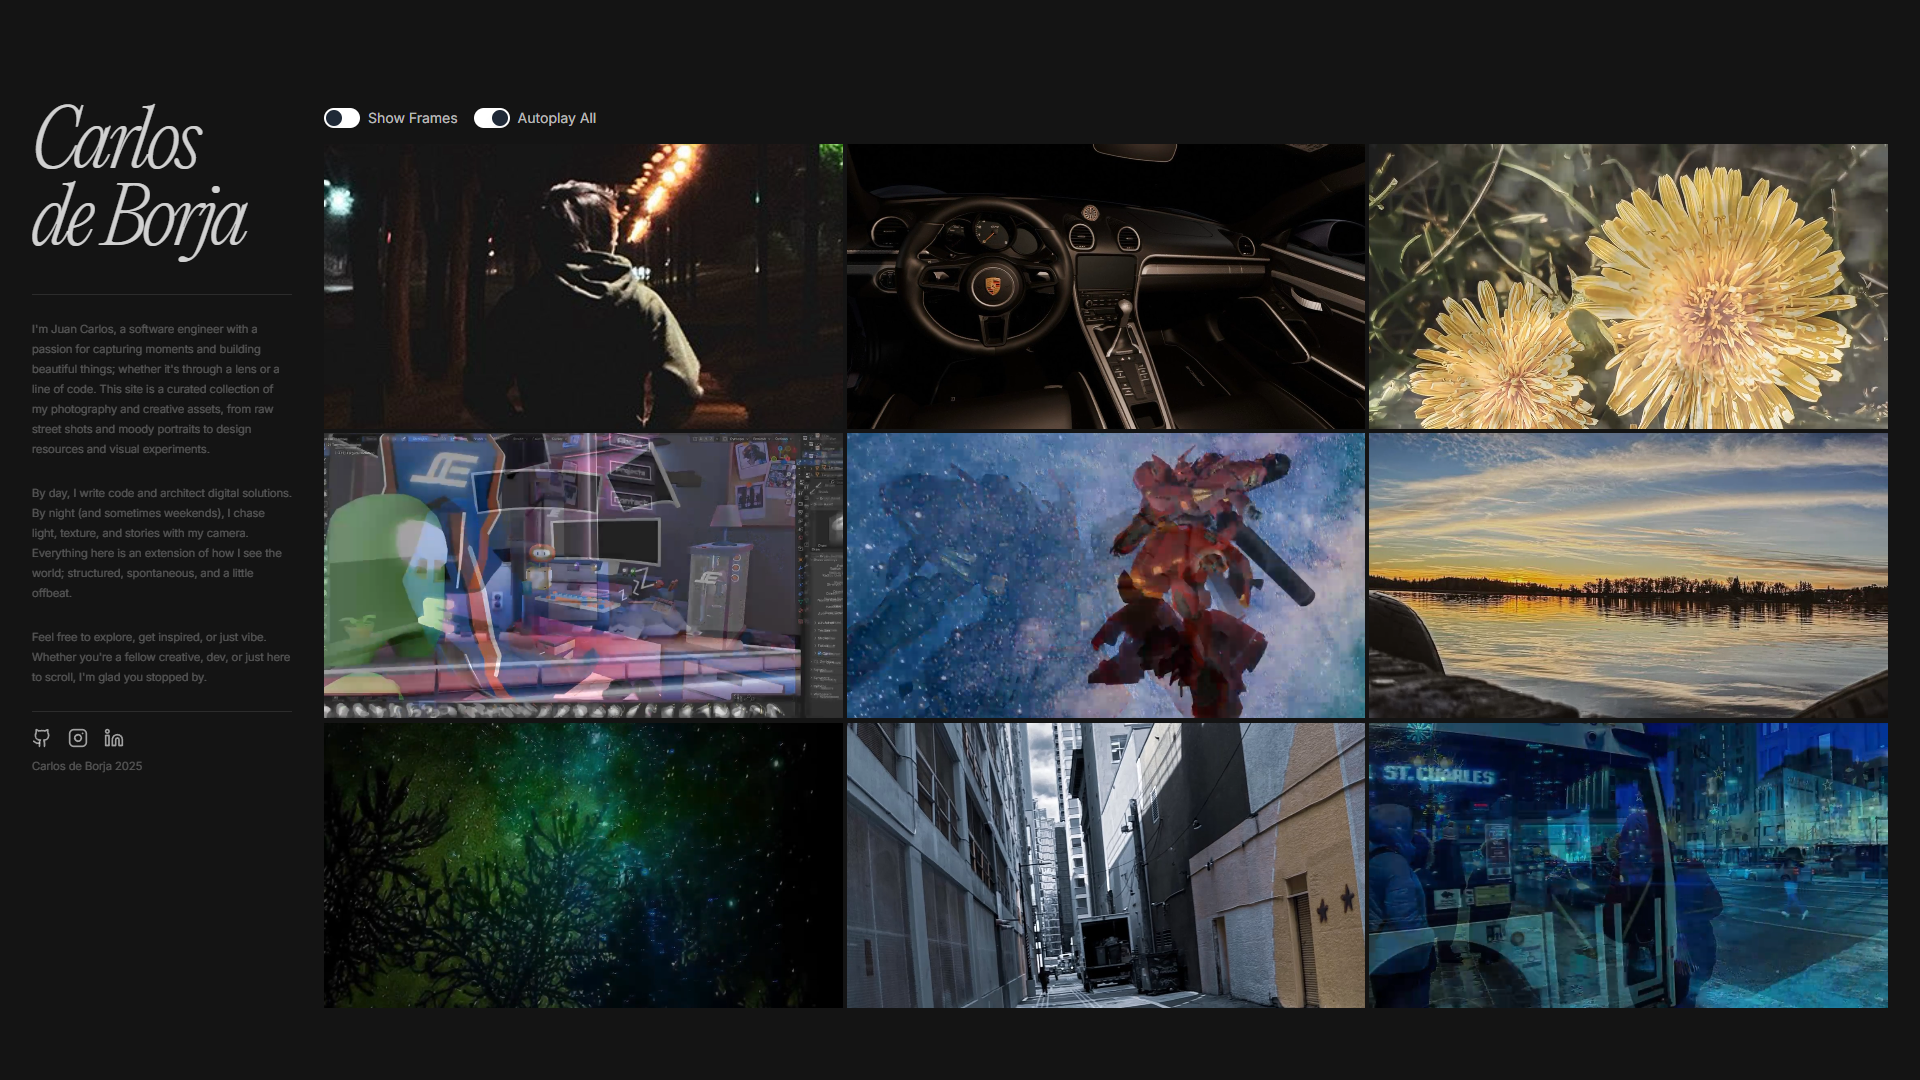 Carlos
de Borja
Show Frames
Autoplay All
I'm Juan Carlos, a software engineer with a
passion for capturing moments and building
beautiful things; whether it's through a lens or a
line of code. This site is a curated collection of
my photography and creative assets, from raw
street shots and moody portraits to design
resources and visual experiments.
By day, I write code and architect digital solutions.
By night (and sometimes weekends), I chase
light, texture, and stories with my camera.
Everything here is an extension of how I see the
world; structured, spontaneous, and a little
offbeat.
Feel free to explore, get inspired, or just vibe.
Whether you're a fellow creative, dev, or just here
to scroll, I'm glad you stopped by.
Carlos de Borja 2025
ST. CHARLES